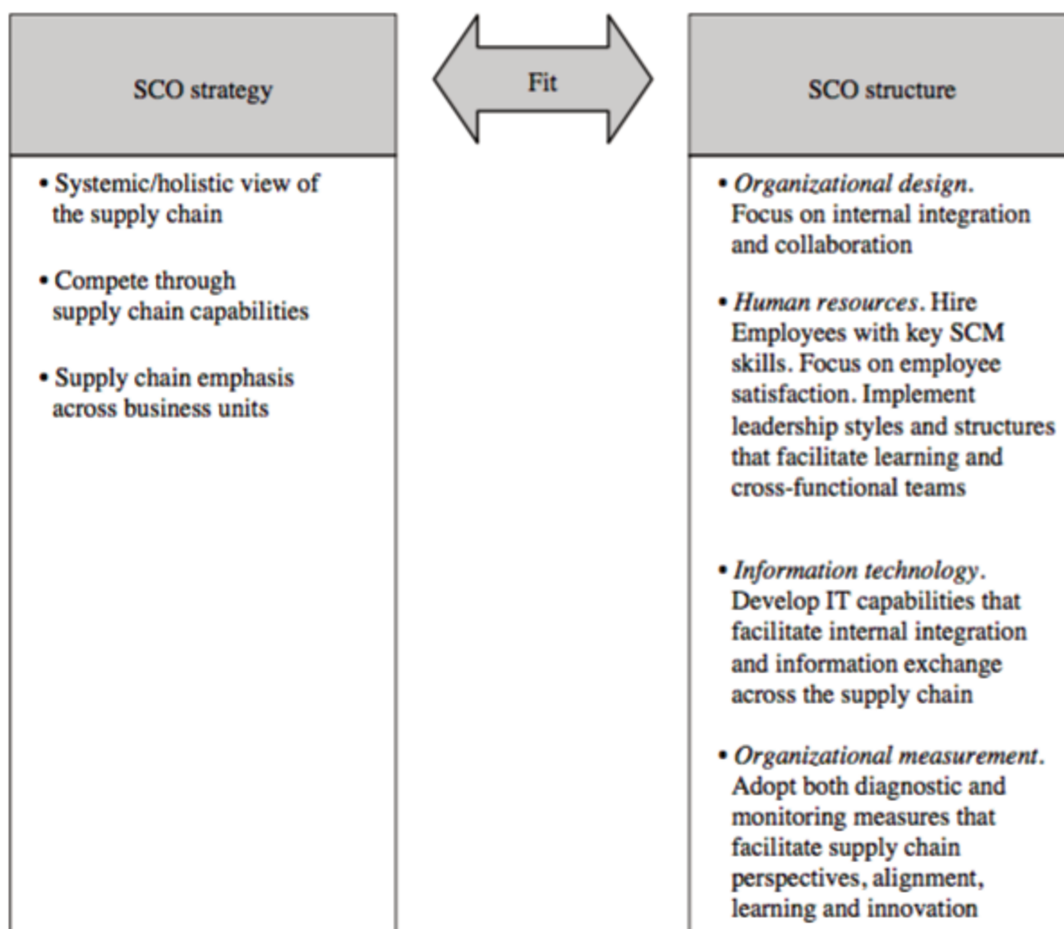 SCO strategy
Fit
SCO structure
• Systemic/holistic view of
the supply chain
• Compete through
supply chain capabilities
• Supply chain emphasis
across business units
• Organizational design.
Focus on internal integration
and collaboration
• Human resources. Hire
Employees with key SCM
skills. Focus on employee
satisfaction. Implement
leadership styles and structures
that facilitate learning and
cross-functional teams
• Information technology.
Develop IT capabilities that
facilitate internal integration
and information exchange
across the supply chain
• Organizational measurement.
Adopt both diagnostic and
monitoring measures that
facilitate supply chain
perspectives, alignment,
learning and innovation